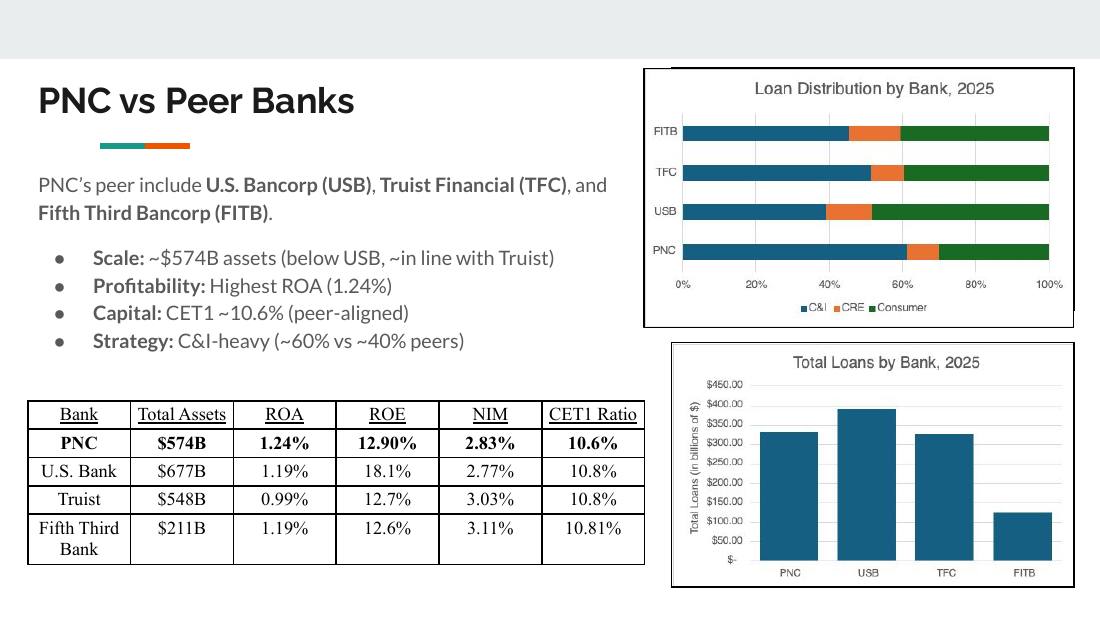 PNC vs Peer Banks
PNC’s peer include U.S. Bancorp (USB), Truist Financial (TFC), and
Fifth Third Bancorp (FITB).
● Scale: ~$574B assets (below USB, ~in line with Truist)
● Profitability: Highest ROA (1.24%)
● Capital: CET1 ~10.6% (peer-aligned)
● Strategy: C&I-heavy (~60% vs ~40% peers)
Bank Total Assets ROA ROE NIM CET1 Ratio
PNC $574B 1.24% 12.90% 2.83% 10.6%
U.S. Bank $677B 1.19% 18.1% 2.77% 10.8%
Truist $548B 0.99% 12.7% 3.03% 10.8%
Fifth Third $211B 1.19% 12.6% 3.11% 10.81%
Bank
Loan Distribution by Bank, 2025
FITB
TFC
USB
PNC
0% 20% 40% 60% 80% 100%
C&I CRE Consumer
Total Loans by Bank, 2025
Total Loans (in billions of $)
$450.00
$400.00
$350.00
$300.00
$250.00
$200.00
$150.00
$100.00
$50.00
$-
PNC USB TFC FITB